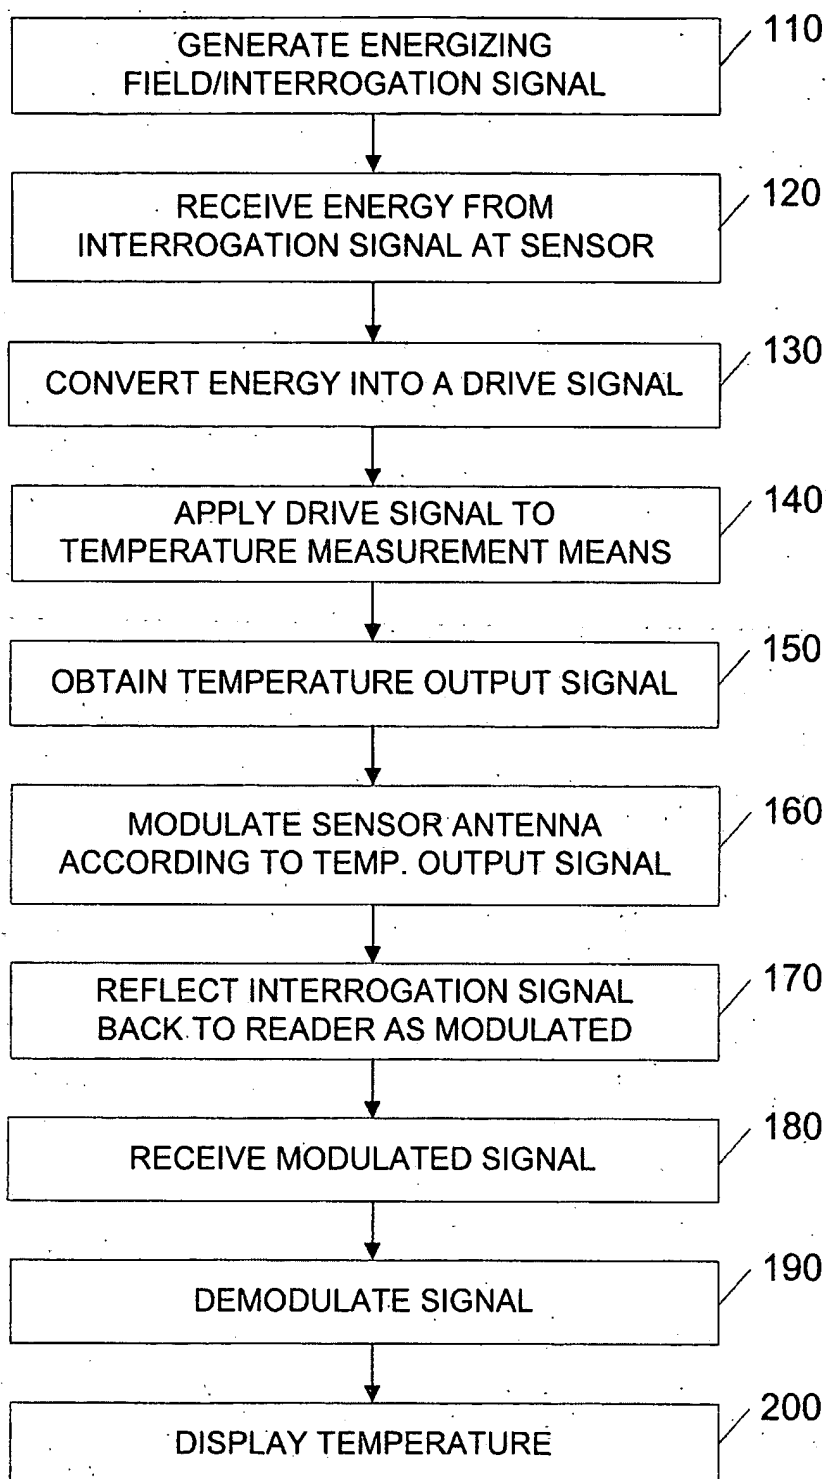 GENERATE ENERGIZING
FIELD/INTERROGATION SIGNAL
110
RECEIVE ENERGY FROM
INTERROGATION SIGNAL AT SENSOR
120
CONVERT ENERGY INTO A DRIVE SIGNAL
130
APPLY DRIVE SIGNAL TO
TEMPERATURE MEASUREMENT MEANS
140
OBTAIN TEMPERATURE OUTPUT SIGNAL
150
MODULATE SENSOR ANTENNA
ACCORDING TO TEMP. OUTPUT SIGNAL
160
REFLECT INTERROGATION SIGNAL
BACK TO READER AS MODULATED
170
RECEIVE MODULATED SIGNAL
180
DEMODULATE SIGNAL
190
DISPLAY TEMPERATURE
200